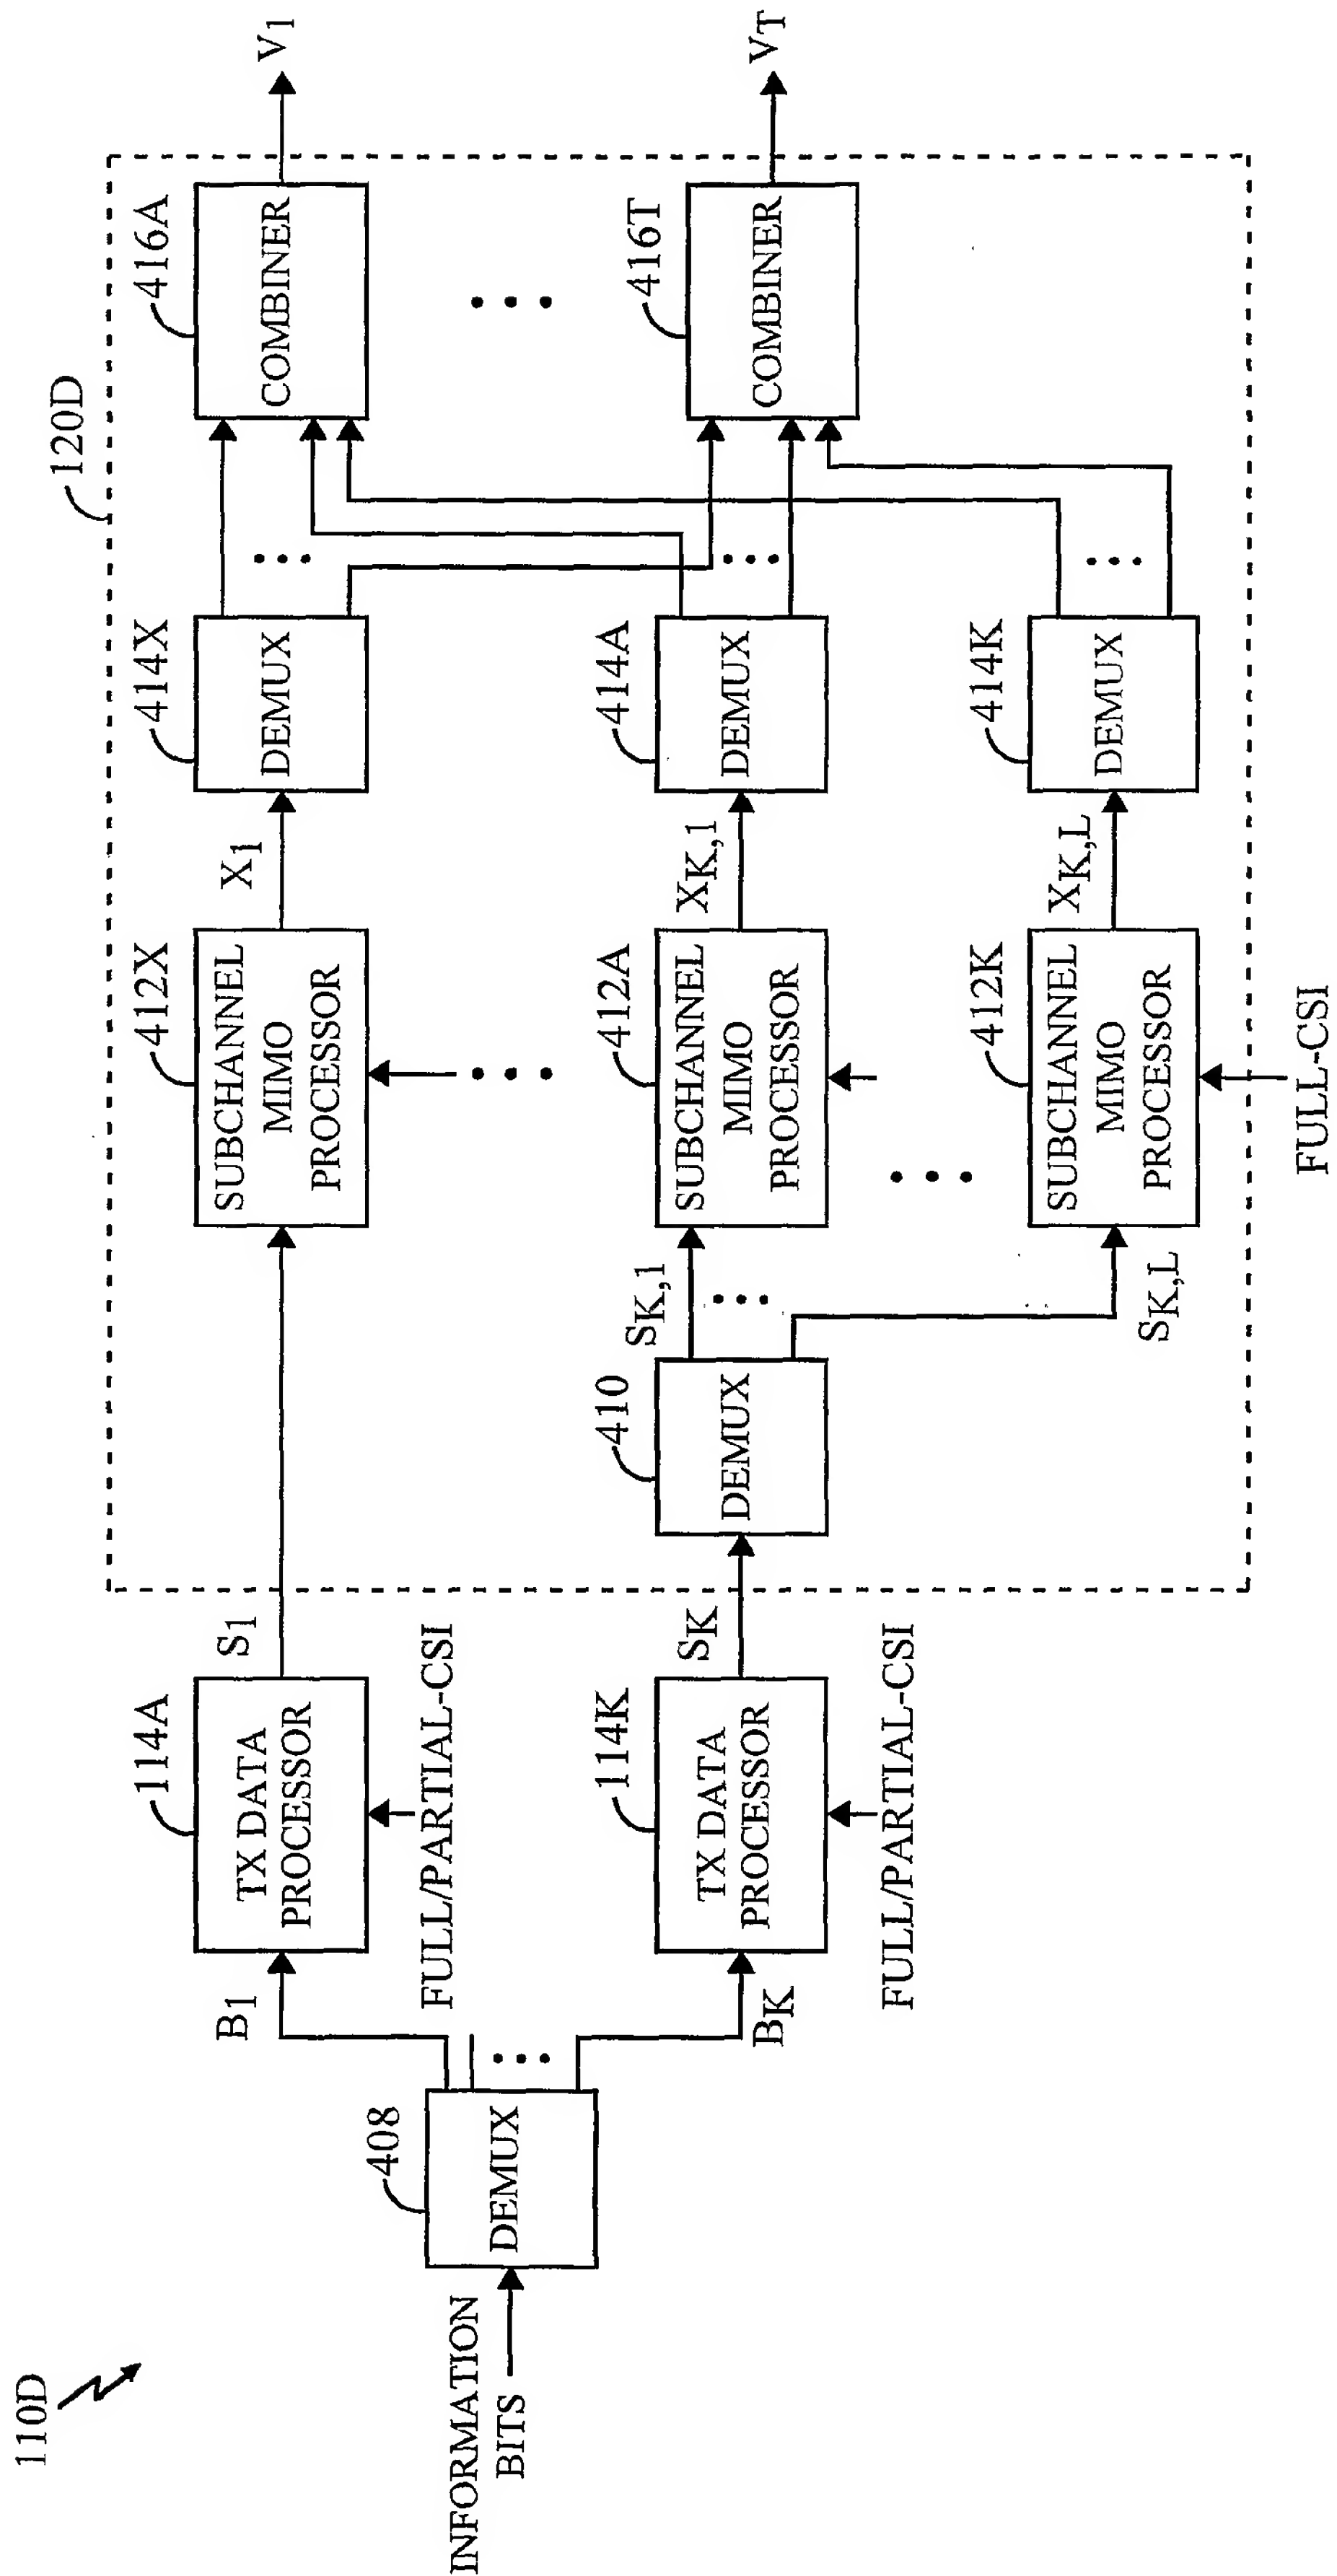 110D
INFORMATION
BITS
408
DEMUX
B1
BK
114A
TX DATA
PROCESSOR
FULL/PARTIAL-CSI
114K
TX DATA
PROCESSOR
FULL/PARTIAL-CSI
S1
SK
120D
410
DEMUX
SK,1
SK,L
412X
SUBCHANNEL
MIMO
PROCESSOR
412A
SUBCHANNEL
MIMO
PROCESSOR
412K
SUBCHANNEL
MIMO
PROCESSOR
FULL-CSI
X1
XK,1
XK,L
414X
DEMUX
414A
DEMUX
414K
DEMUX
416A
COMBINER
416T
COMBINER
V1
VT